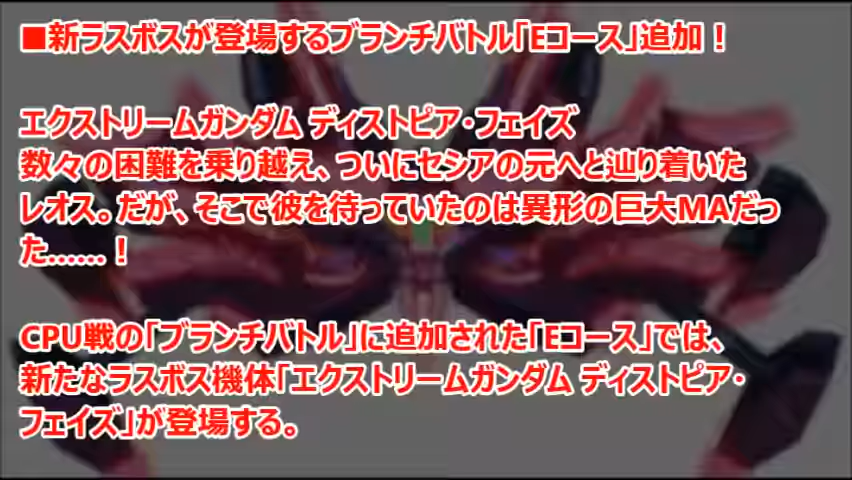 ■新ラスボスが登場するブランチバトル｢Eコース｣追加！
エクストリームガンダム ディストピア･フェイズ
数々の困難を乗り越え、ついにセシアの元へと辿り着いた
レオス。だが、そこで彼を待っていたのは異形の巨大MAだっ
た……！
CPU戦の｢ブランチバトル｣に追加された｢Eコース｣では、
新たなラスボス機体｢エクストリームガンダム ディストピア･
フェイズ｣が登場する。